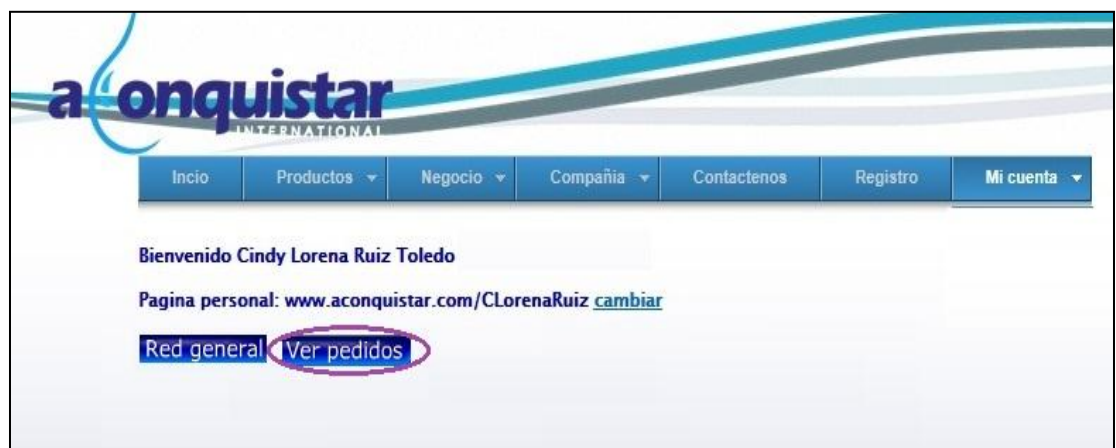 aConquistar
INTERNATIONAL
Incio Productos Negocio Compañia Contactenos Registro Mi cuenta
Bienvenido Cindy Lorena Ruiz Toledo
Pagina personal: www.aconquistar.com/CLorenaRuiz cambiar
Red general Ver pedidos